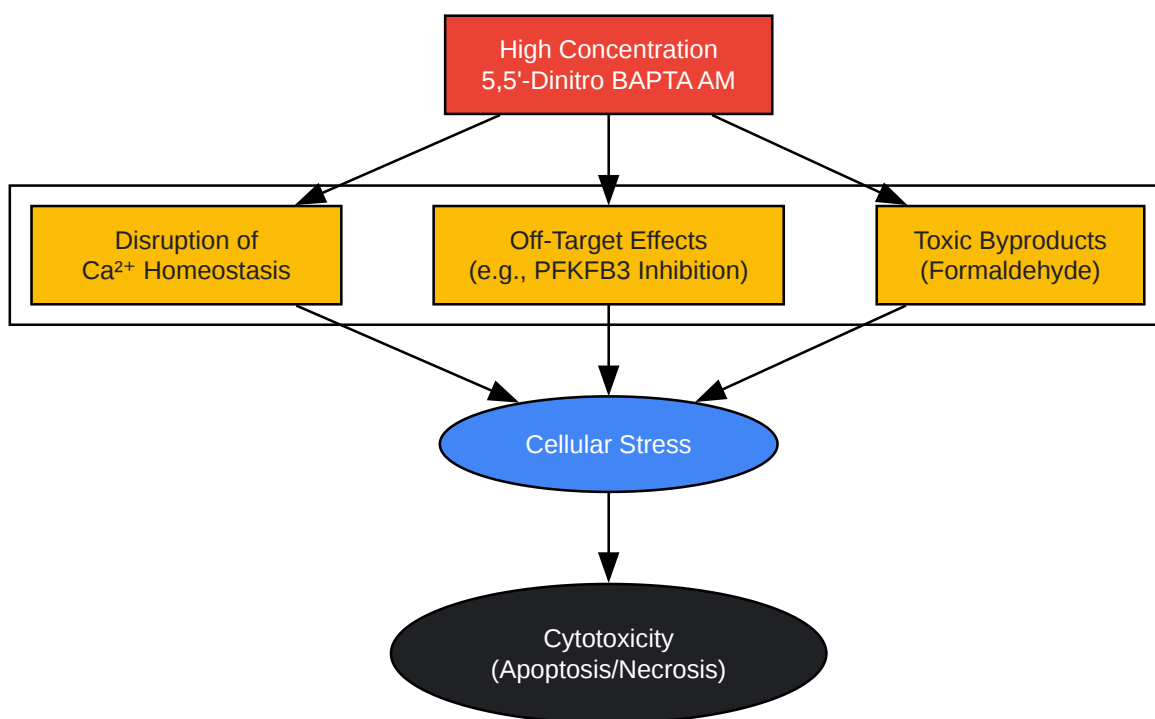 High Concentration
5,5'-Dinitro BAPTA AM
Disruption of
Ca²⁺ Homeostasis
Off-Target Effects
(e.g., PFKFB3 Inhibition)
Toxic Byproducts
(Formaldehyde)
Cellular Stress
Cytotoxicity
(Apoptosis/Necrosis)